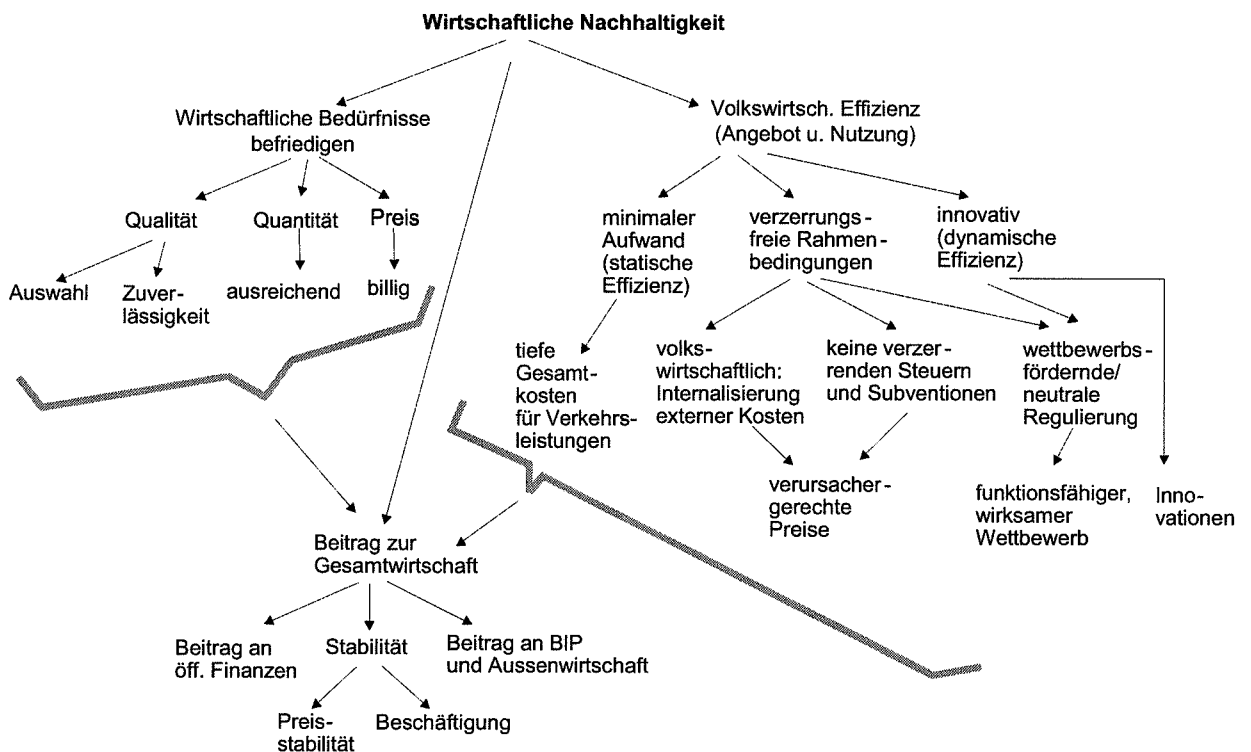 Wirtschaftliche Nachhaltigkeit
Wirtschaftliche Bedürfnisse
befriedigen
Volkswirtsch. Effizienz
(Angebot u. Nutzung)
Qualität
Quantität
Preis
minimaler
Aufwand
(statische
Effizienz)
verzerrungs-
freie Rahmen-
bedingungen
innovativ
(dynamische
Effizienz)
Auswahl
Zuver-
lässigkeit
ausreichend
billig
tiefe
Gesamt-
kosten
für Verkehrs-
leistungen
volks-
wirtschaftlich:
Internalisierung
externer Kosten
keine verzer-
renden Steuern
und Subventionen
wettbewerbs-
fördernde/
neutrale
Regulierung
verursacher-
gerechte
Preise
funktionsfähiger,
wirksamer
Wettbewerb
Inno-
vationen
Beitrag zur
Gesamtwirtschaft
Beitrag an
öff. Finanzen
Stabilität
Beitrag an BIP
und Aussenwirtschaft
Preis-
stabilität
Beschäftigung